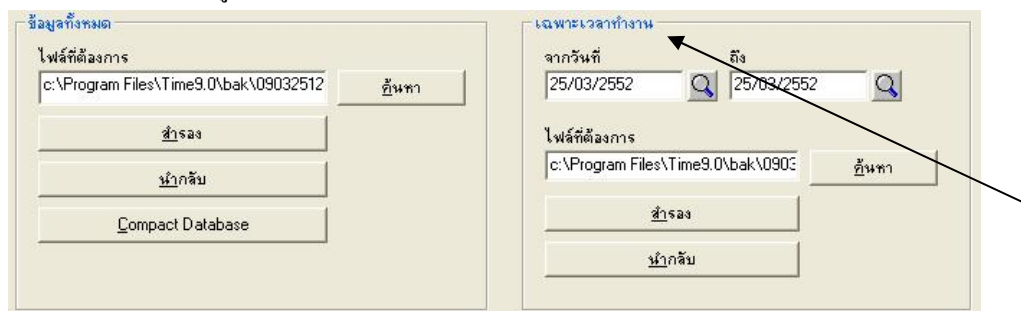 ข้อมูลทั้งหมด
ไฟล์ที่ต้องการ
c:\Program Files\Time9.0\bak\09032512
ค้นหา
สำรอง
นำกลับ
Compact Database
เฉพาะเวลาทำงาน
จากวันที่ ถึง
25/03/2552 25/03/2552
ไฟล์ที่ต้องการ
c:\Program Files\Time9.0\bak\0903
ค้นหา
สำรอง
นำกลับ